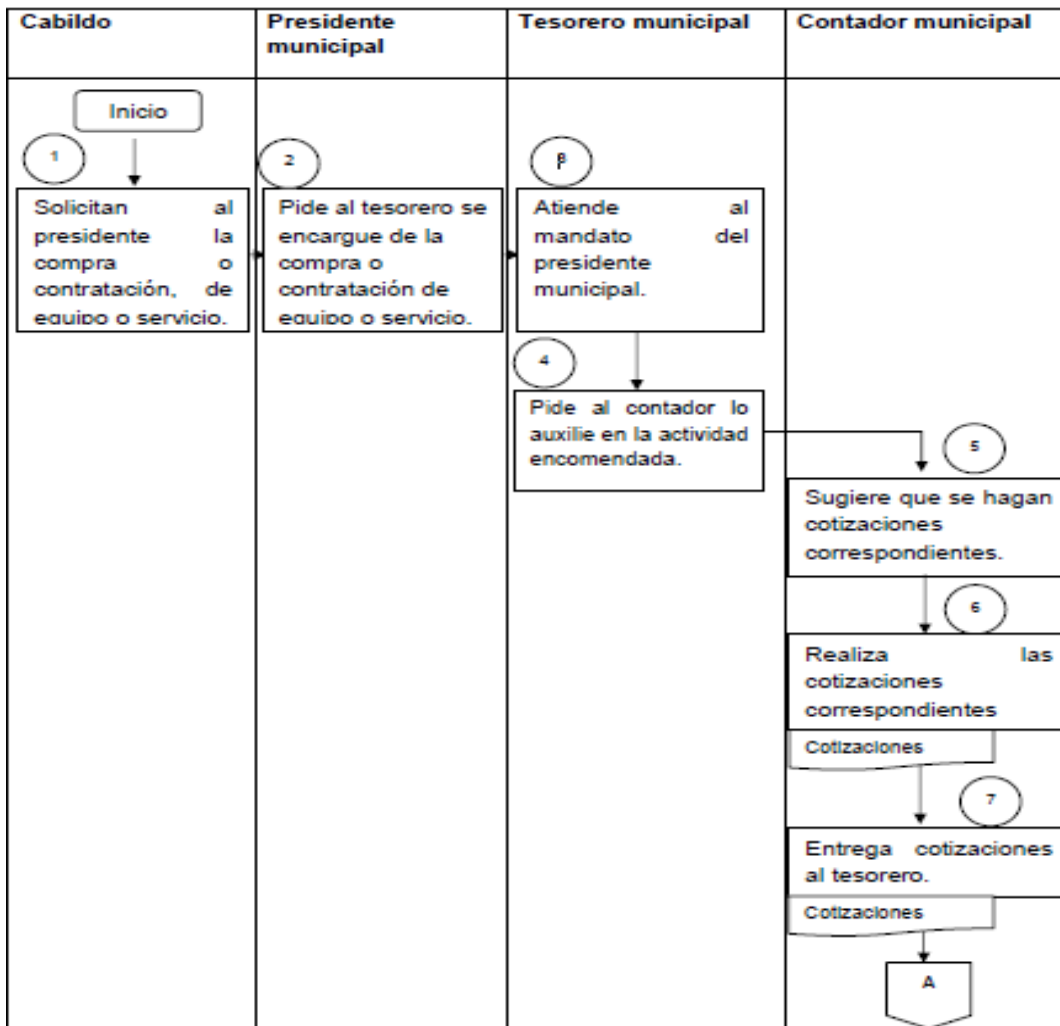 Cabildo
Presidente
municipal
Tesorero municipal
Contador municipal
Inicio
1
Solicitan al
presidente la
compra o
contratación, de
equipo o servicio.
2
Pide al tesorero se
encargue de la
compra o
contratación de
equipo o servicio.
Atiende al
mandato del
presidente
municipal.
4
Pide al contador lo
auxilie en la actividad
encomendada.
5
Sugiere que se hagan
cotizaciones
correspondientes.
6
Realiza las
cotizaciones
correspondientes
Cotizaciones
7
Entrega cotizaciones
al tesorero.
Cotizaciones
A